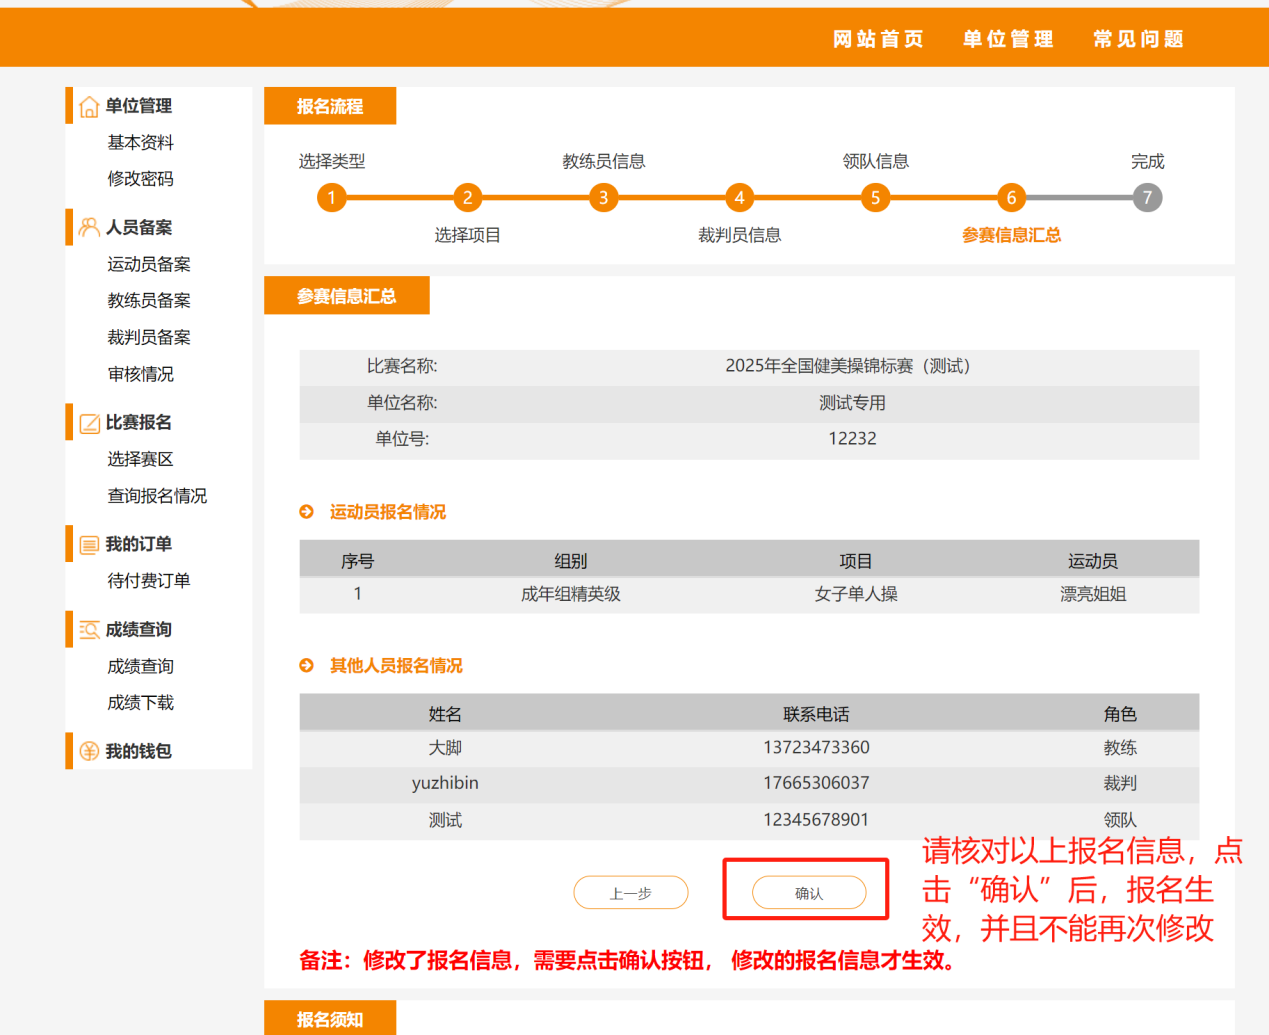 网站首页 单位管理 常见问题
单位管理
基本资料
修改密码
人员备案
运动员备案
教练员备案
裁判员备案
审核情况
比赛报名
选择赛区
查询报名情况
我的订单
待付费订单
成绩查询
成绩查询
成绩下载
我的钱包
报名流程
选择类型 教练员信息 领队信息 完成
1 2 3 4 5 6 7
选择项目 裁判员信息 参赛信息汇总
参赛信息汇总
比赛名称: 2025年全国健美操锦标赛（测试）
单位名称: 测试专用
单位号: 12232
运动员报名情况
序号 组别 项目 运动员
1 成年组精英级 女子单人操 漂亮姐姐
其他人员报名情况
姓名 联系电话 角色
大脚 13723473360 教练
yuzhibin 17665306037 裁判
测试 12345678901 领队
上一步 确认
请核对以上报名信息，点
击“确认”后，报名生
效，并且不能再次修改
备注：修改了报名信息，需要点击确认按钮， 修改的报名信息才生效。
报名须知